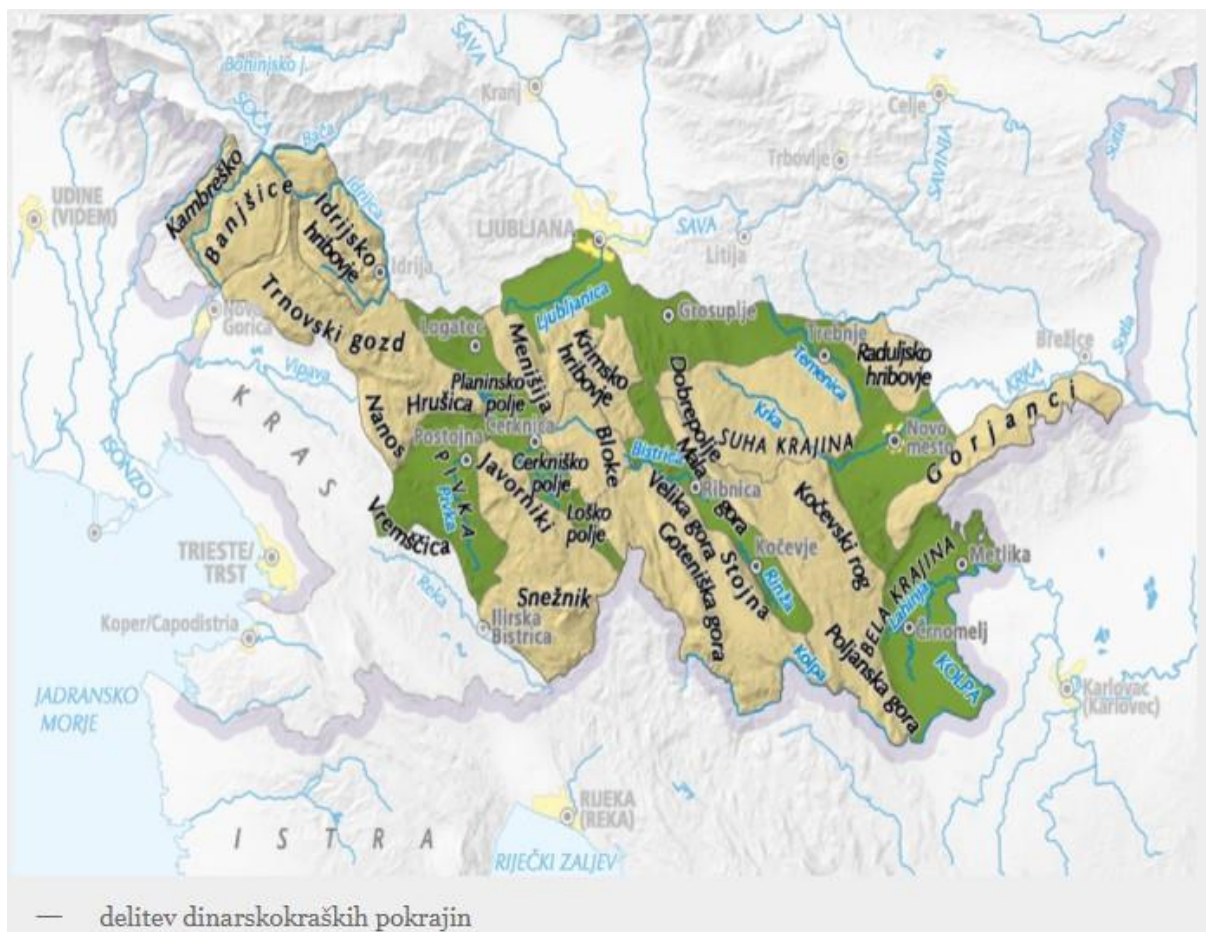 SAVA
Bohinjsko j.
Kranj
Celje
SOČA
Bača
Trbovlje
SAVINJA
Sotla
Kambreško
UDINE
(VIDEM)
Banjšice
Idrijsko
hribovje
Idrijca
LJUBLJANA
SAVA
Litija
Idrija
Trnovski gozd
Nova
Gorica
Logatec
Ljubljanica
Grosuplje
Trebnje
Brežice
Sotla
Menišija
Krimsko
hribovje
Raduljsko
hribovje
Temenica
KRKA
Vipava
Planinsko
polje
Hrušica
Dobrepolje
Krka
Gorjanci
KRAS
Nanos
Postojna
Cerknica
Bloke
SUHA KRAJINA
Novo
mesto
ISONZO
PIVKA
Pivka
Javorniki
Cerkniško
polje
Bistrica
Mala gora
Ribnica
Velika gora
Kočevski rog
Vremščica
Loško
polje
Goteniška gora
Stojna
Kočevje
Rinža
Metlika
TRIESTE/
TRST
BELA KRAJINA
Lahinja
Reka
Snežnik
Koper/Capodistria
Ilirska
Bistrica
Črnomelj
Kolpa
Poljanska gora
KOLPA
JADRANSKO
MORJE
Karlovac
(Karlovec)
RIJEKA
(REKA)
ISTRA
RIJEČKI ZALJEV
— delitev dinarskokraških pokrajin